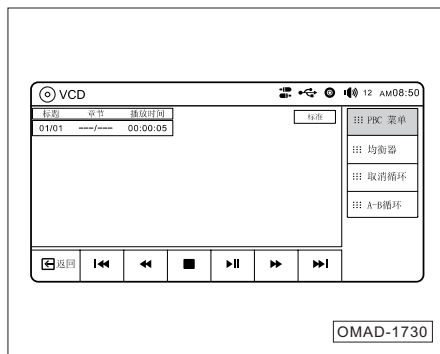 VCD 12 AM08:50
标题 章节 播放时间
01/01 ---/--- 00:00:05
标准
PBC 菜单
均衡器
取消循环
A-B循环
返回
OMAD-1730